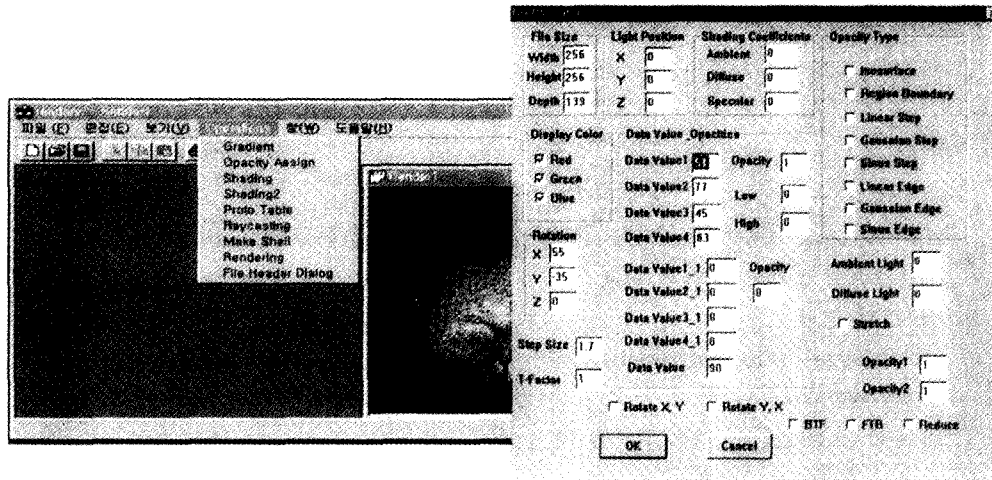 파일 (F) 편집(E) 보기(V) 창(W) 도움말(H)
Gradient
Opacity Assign
Shading
Shading2
Proto Table
Raycasting
Make Shell
Rendering
File Header Dialog
File Size
Width 256
Height 256
Depth 139
Light Position
X 0
Y 0
Z 0
Shading Coefficients
Ambient 0
Diffuse 0
Specular 0
Opacity Type
Isosurface
Region Boundary
Linear Step
Gaussian Step
Sinus Step
Linear Edge
Gaussian Edge
Sinus Edge
Display Color
Red
Green
Blue
Data Value_Opacities
Data Value1 Opacity 1
Data Value2 77 Low 0
Data Value3 45 High 0
Data Value4 63
Rotation
X 55
Y -35
Z 0
Data Value1_1 0 Opacity
Data Value2_1 0 0
Data Value3_1 0
Data Value4_1 0
Data Value 90
Ambient Light 0
Diffuse Light 0
Stretch
Step Size 1.7
T-Factor 1
Opacity1 1
Opacity2 1
Rotate X, Y Rotate Y, X
BTF FTB Reduce
OK Cancel